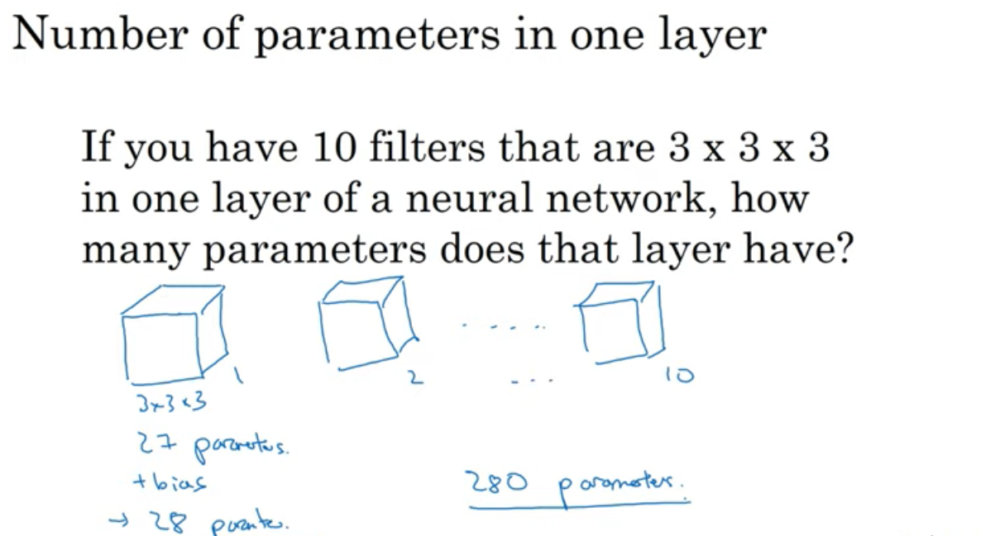 Number of parameters in one layer
If you have 10 filters that are 3 x 3 x 3
in one layer of a neural network, how
many parameters does that layer have?
.....
1
2
...
10
3x3x3
27 parameters.
+ bias
280 parameters.
→ 28